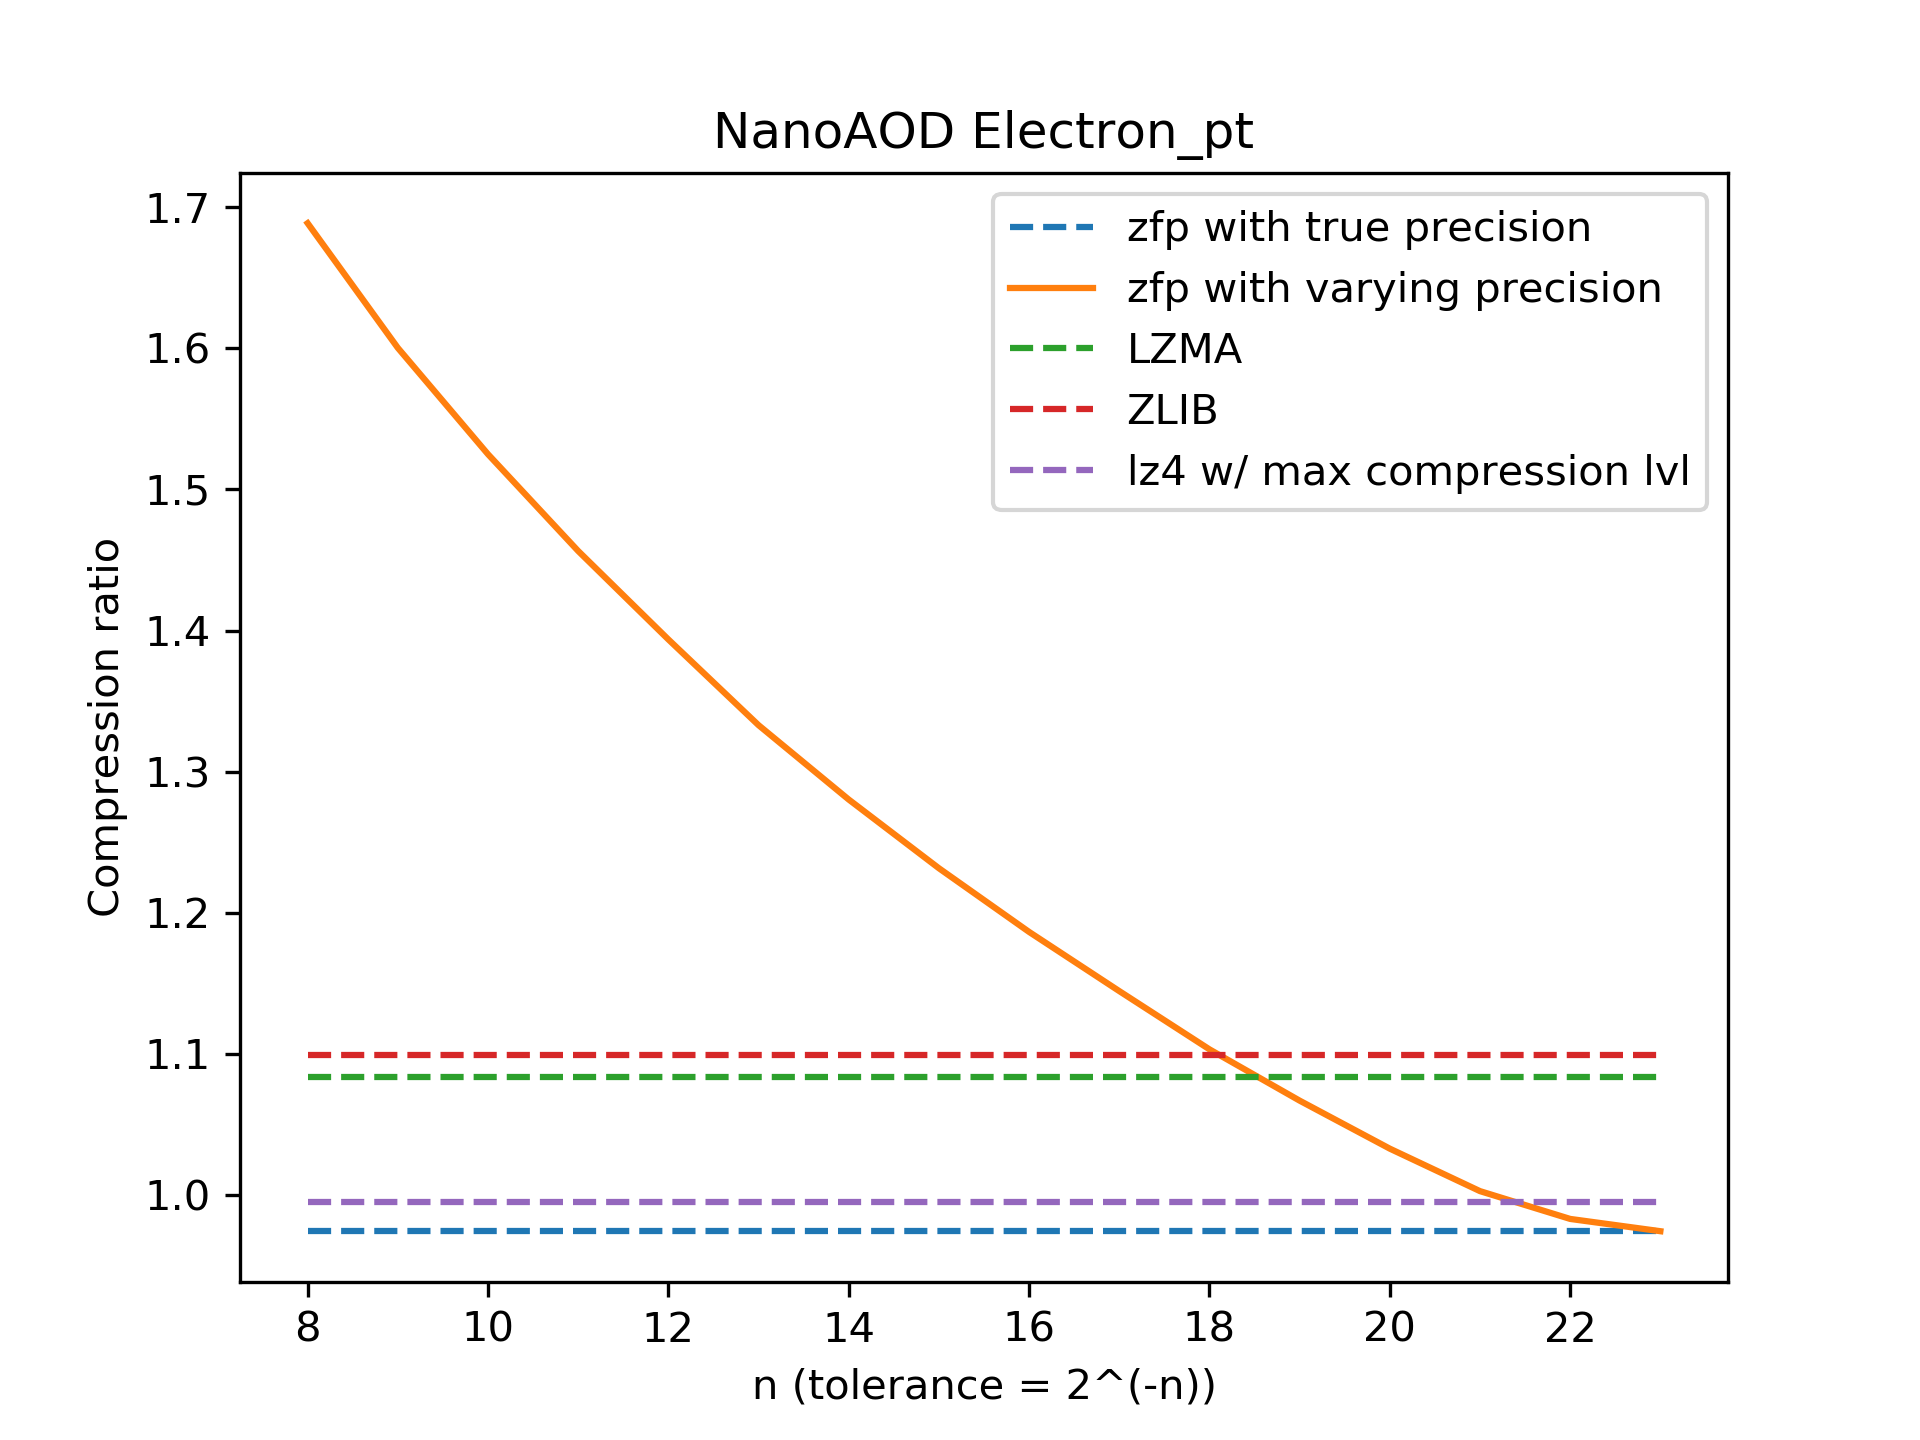 NanoAOD Electron_pt
1.7
1.6
1.5
1.4
1.3
1.2
1.1
1.0
Compression ratio
zfp with true precision
zfp with varying precision
LZMA
ZLIB
lz4 w/ max compression lvl
8 10 12 14 16 18 20 22
n (tolerance = 2^(-n))